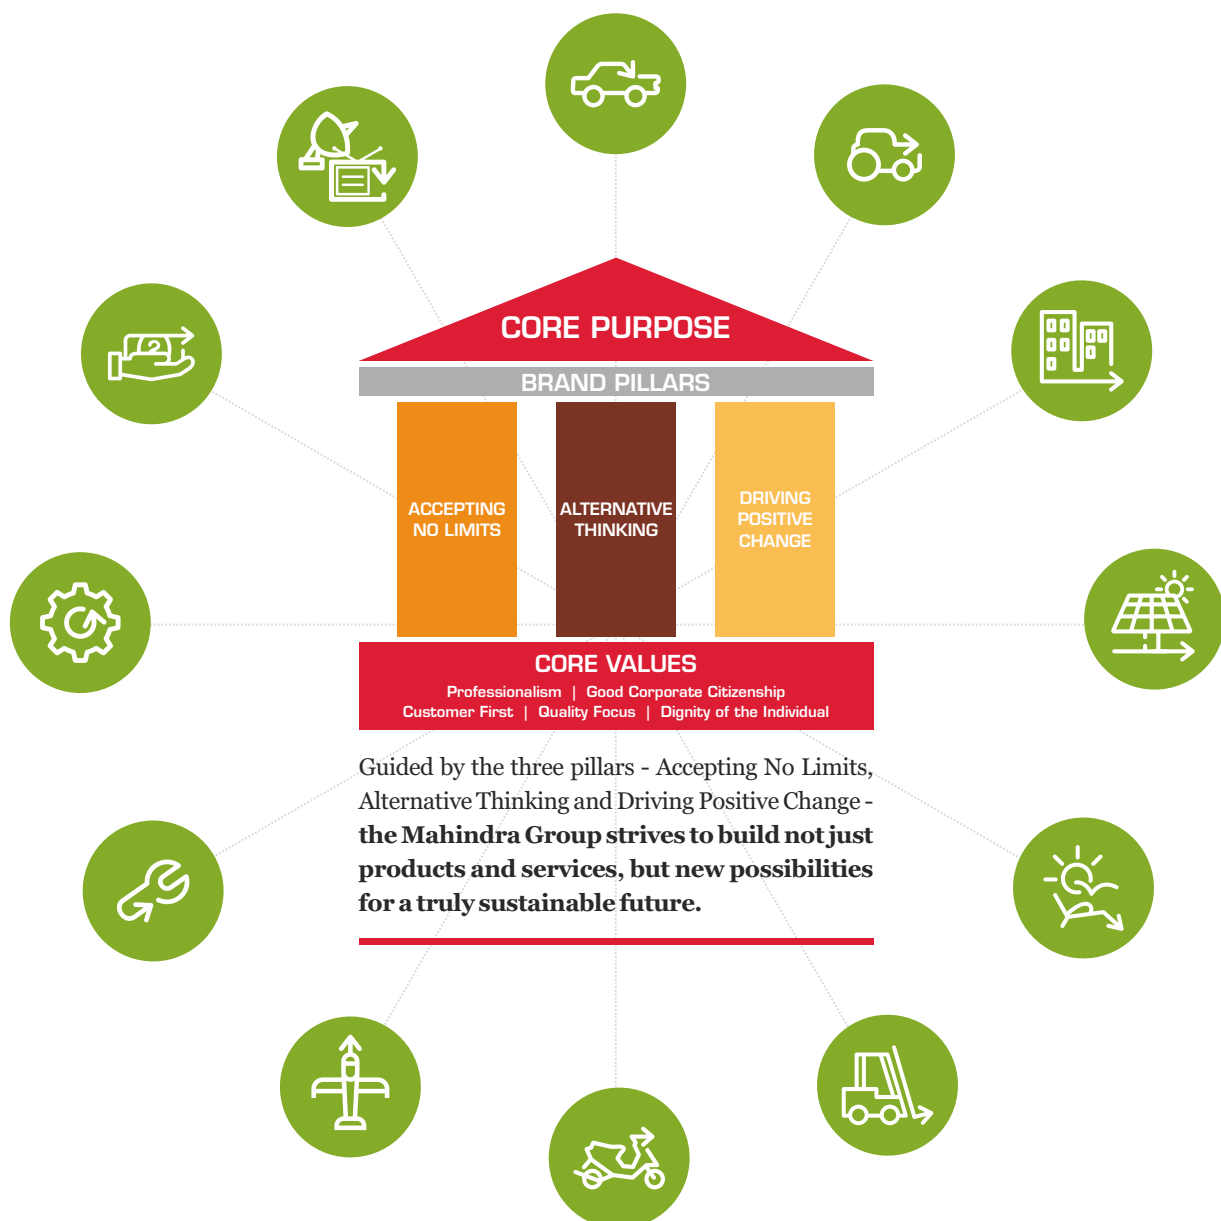 CORE PURPOSE
BRAND PILLARS
ACCEPTING
NO LIMITS
ALTERNATIVE
THINKING
DRIVING
POSITIVE
CHANGE
CORE VALUES
Professionalism | Good Corporate Citizenship
Customer First | Quality Focus | Dignity of the Individual
Guided by the three pillars - Accepting No Limits,
Alternative Thinking and Driving Positive Change -
the Mahindra Group strives to build not just
products and services, but new possibilities
for a truly sustainable future.